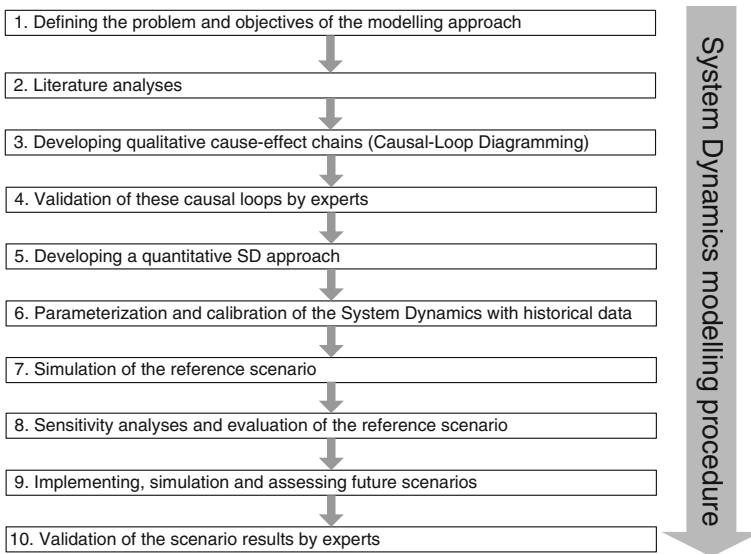 1. Defining the problem and objectives of the modelling approach
2. Literature analyses
3. Developing qualitative cause-effect chains (Causal-Loop Diagramming)
4. Validation of these causal loops by experts
5. Developing a quantitative SD approach
6. Parameterization and calibration of the System Dynamics with historical data
7. Simulation of the reference scenario
8. Sensitivity analyses and evaluation of the reference scenario
9. Implementing, simulation and assessing future scenarios
10. Validation of the scenario results by experts
System Dynamics modelling procedure